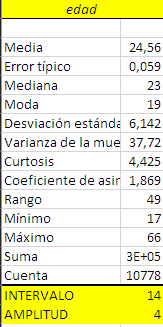 edad
Media 24,56
Error típico 0,059
Mediana 23
Moda 19
Desviación estánda 6,142
Varianza de la mue 37,72
Curtosis 4,425
Coeficiente de asir 1,869
Rango 49
Mínimo 17
Máximo 66
Suma 3E+05
Cuenta 10778
INTERVALO 14
AMPLITUD 4